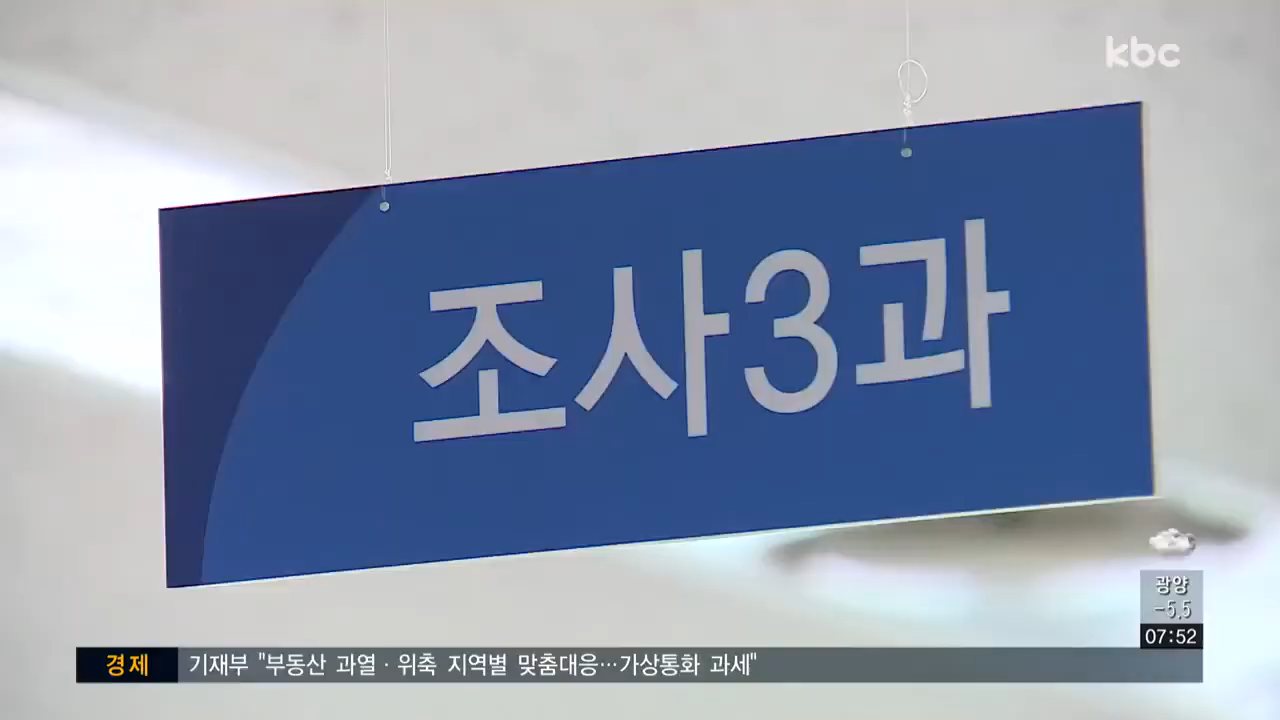 kbc
조사3과
광양
-5.5
07:52
경제 기재부 "부동산 과열·위축 지역별 맞춤대응…가상통화 과세"